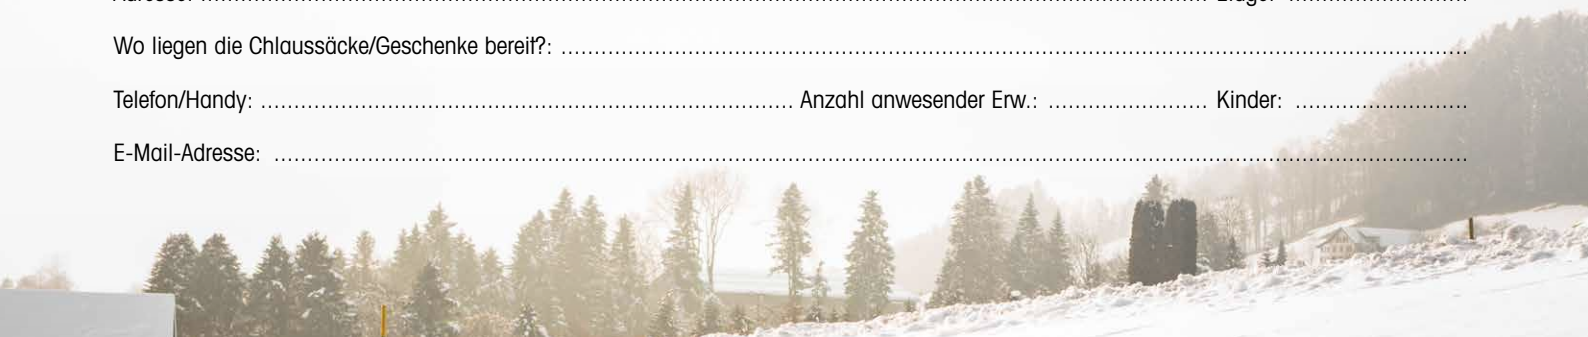 Wo liegen die Chlaussäcke/Geschenke bereit?: ........................................................................................................................................
Telefon/Handy: ................................................................................ Anzahl anwesender Erw.: ........................ Kinder: ..........................
E-Mail-Adresse: ...................................................................................................................................................................................